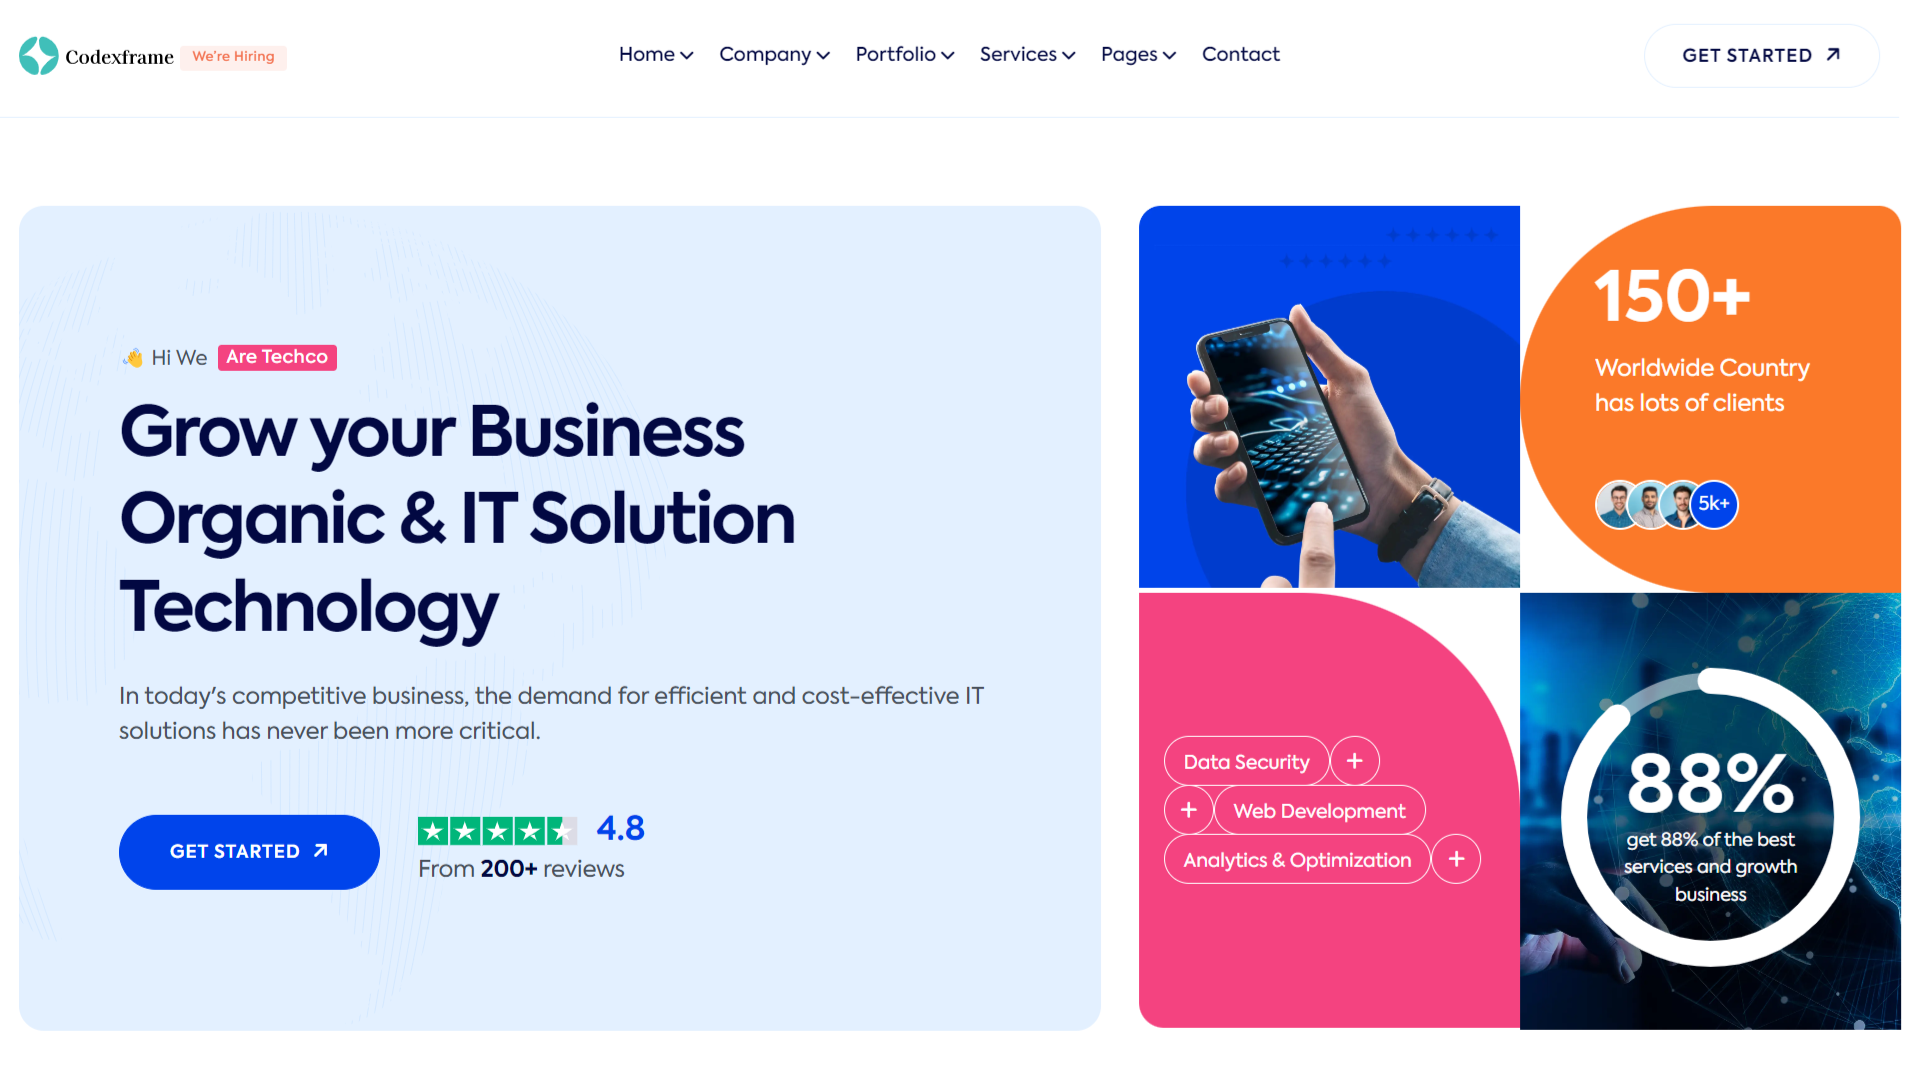 Codexframe
We're Hiring
Home
Company
Portfolio
Services
Pages
Contact
GET STARTED
👋 Hi We Are Techco
Grow your Business
Organic & IT Solution
Technology
In today's competitive business, the demand for efficient and cost-effective IT
solutions has never been more critical.
GET STARTED
4.8
From 200+ reviews
150+
Worldwide Country
has lots of clients
5k+
Data Security +
+ Web Development
Analytics & Optimization +
88%
get 88% of the best
services and growth
business